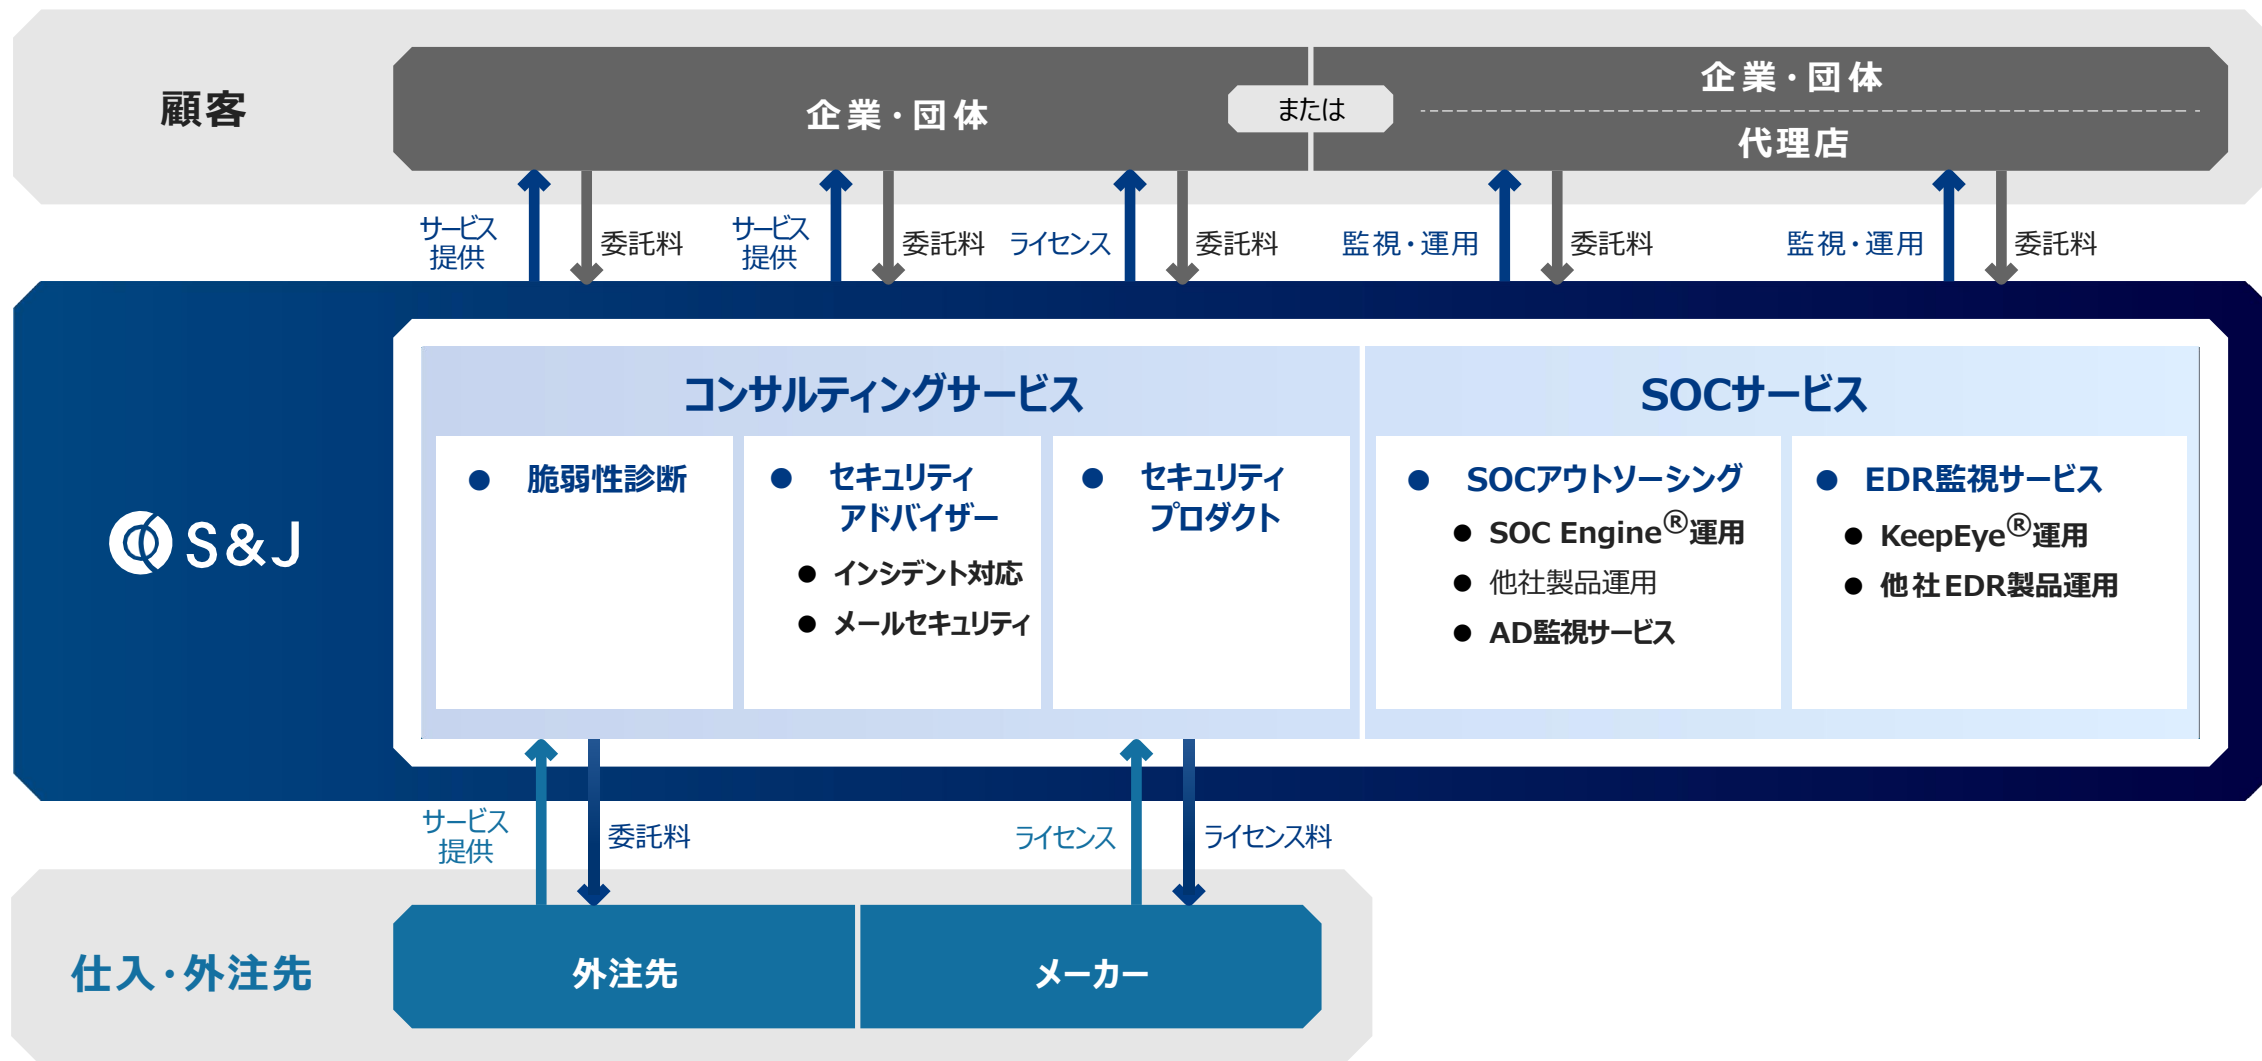 顧客
企業・団体
または
企業・団体
代理店
サービス
提供
委託料
サービス
提供
委託料
ライセンス
委託料
監視・運用
委託料
監視・運用
委託料
S&J
コンサルティングサービス
● 脆弱性診断
● セキュリティ
アドバイザー
● インシデント対応
● メールセキュリティ
● セキュリティ
プロダクト
SOCサービス
● SOCアウトソーシング
● SOC Engine®運用
● 他社製品運用
● AD監視サービス
● EDR監視サービス
● KeepEye®運用
● 他社EDR製品運用
サービス
提供
委託料
ライセンス
ライセンス料
仕入・外注先
外注先
メーカー